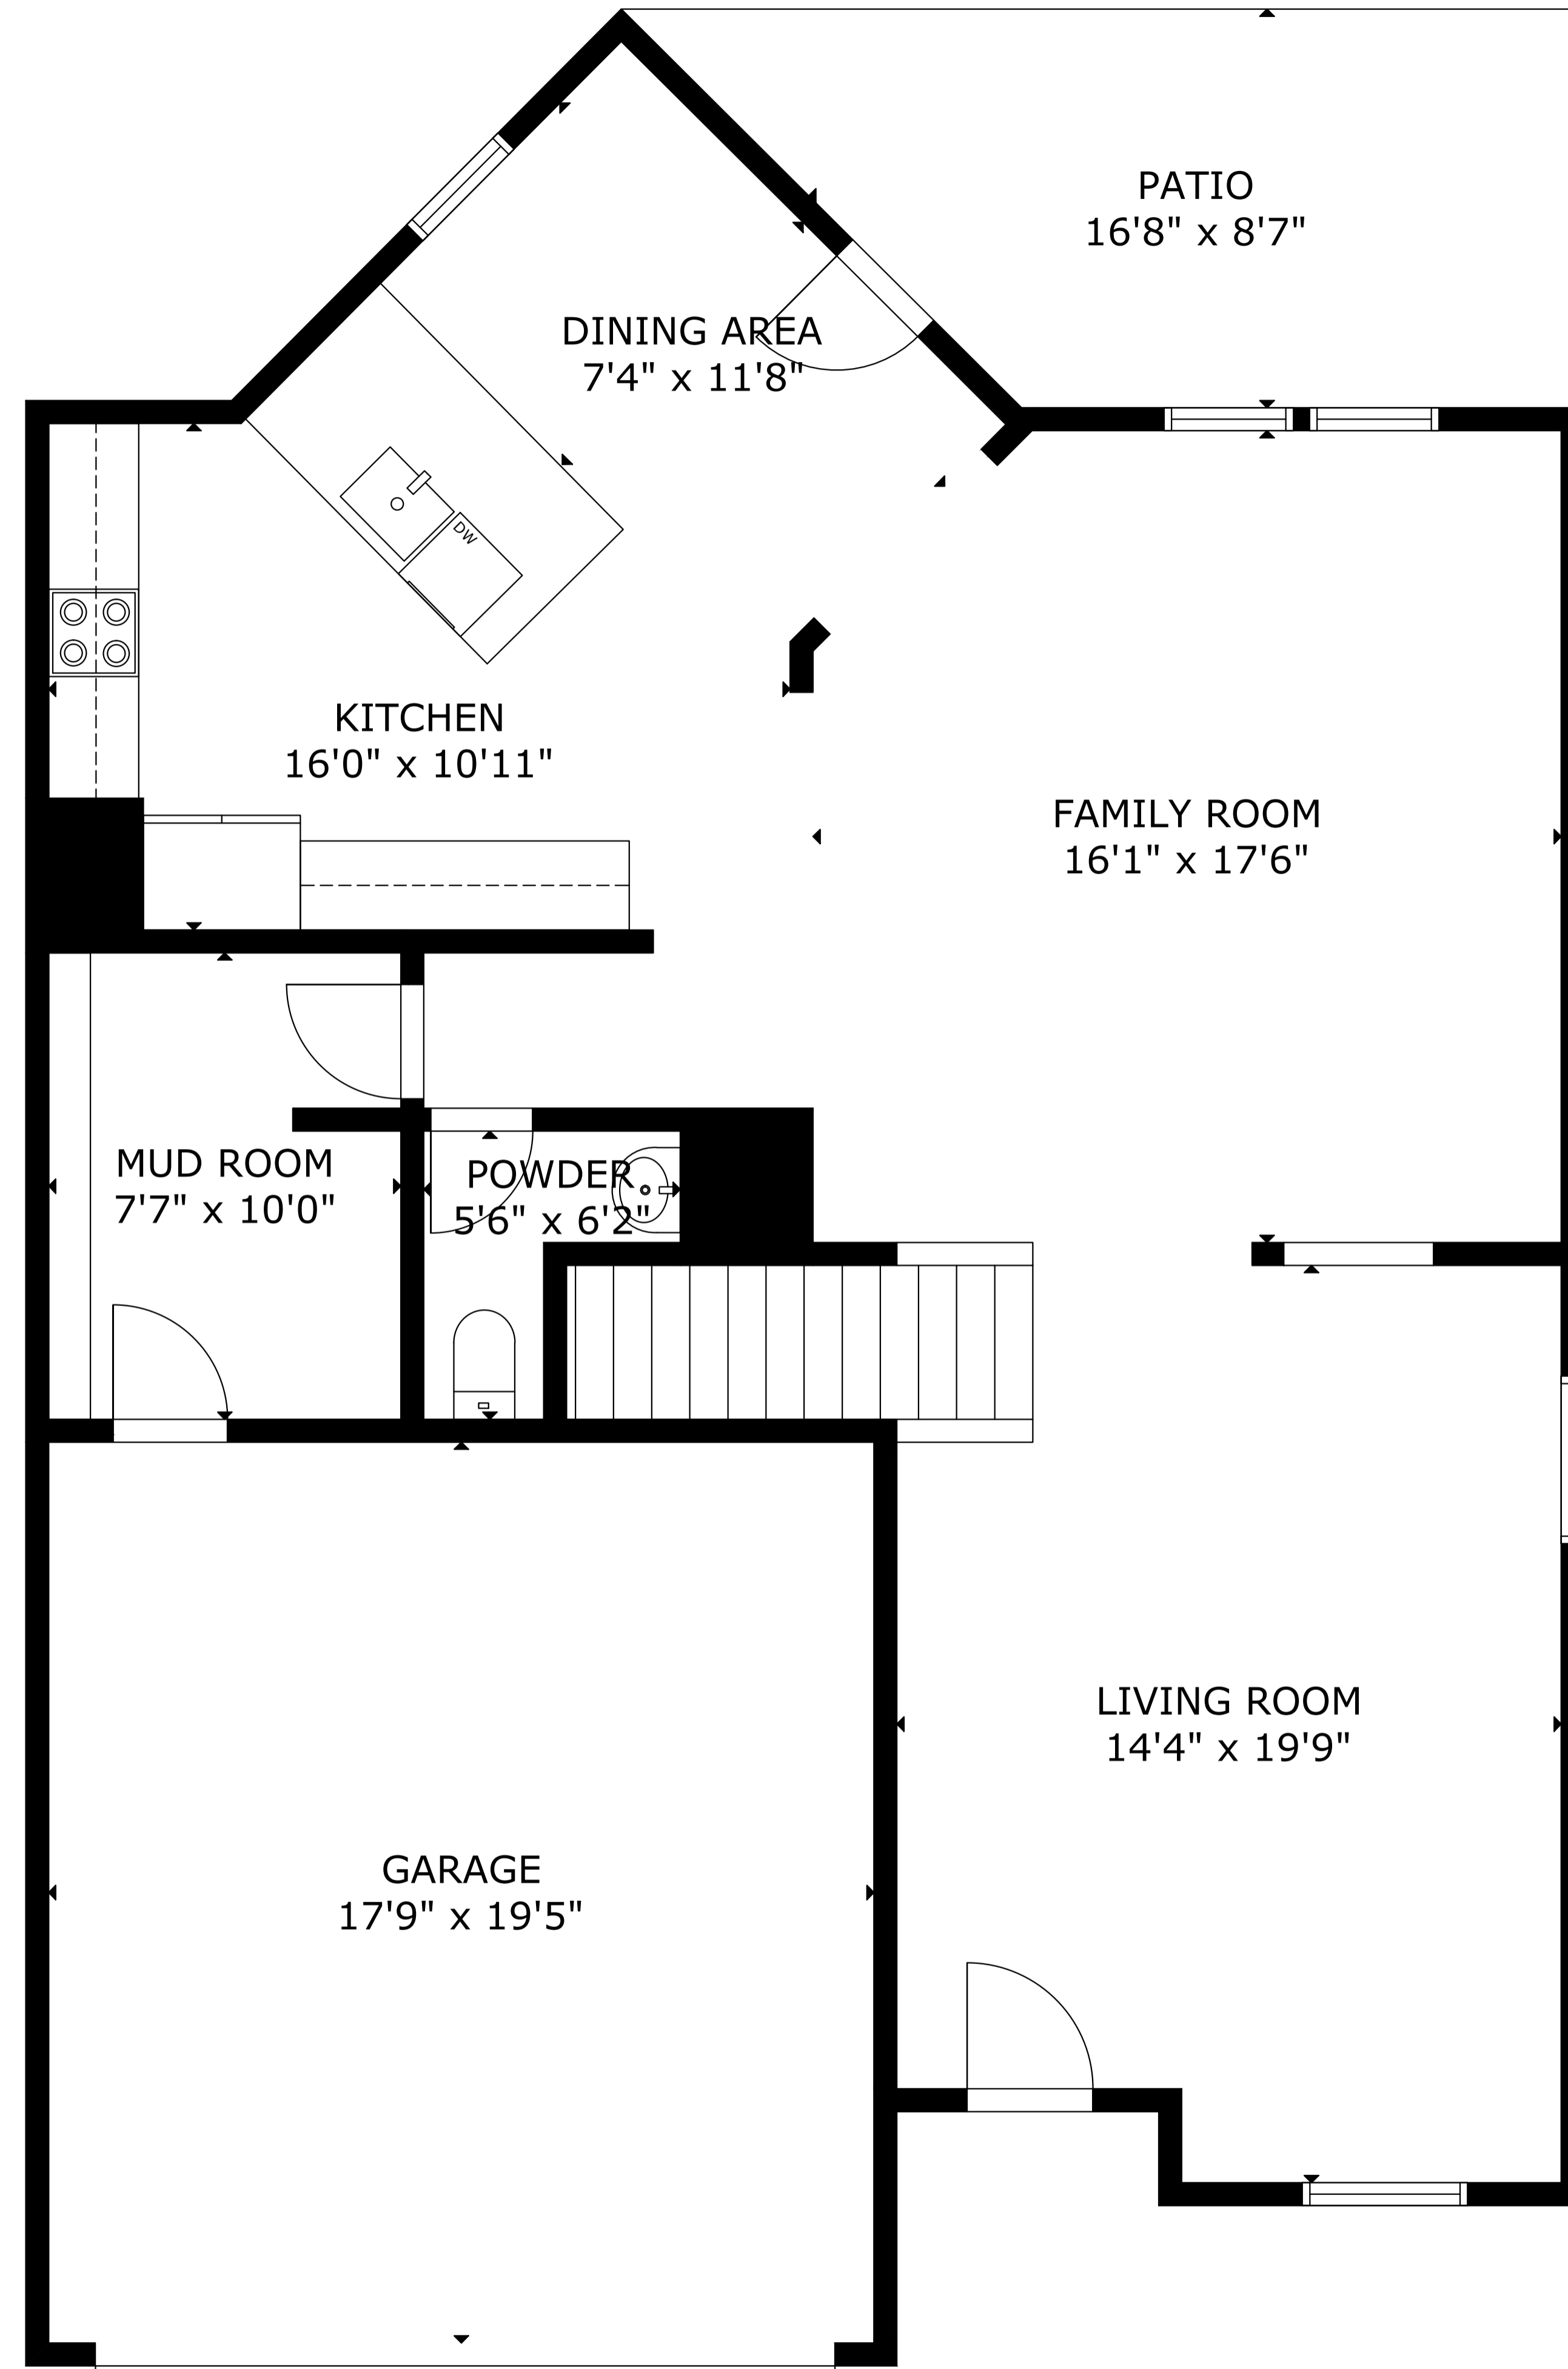 PATIO
16'8" x 8'7"
DINING AREA
7'4" x 11'8"
DW
KITCHEN
16'0" x 10'11"
FAMILY ROOM
16'1" x 17'6"
MUD ROOM
7'7" x 10'0"
POWDER
5'6" x 6'2"
LIVING ROOM
14'4" x 19'9"
GARAGE
17'9" x 19'5"